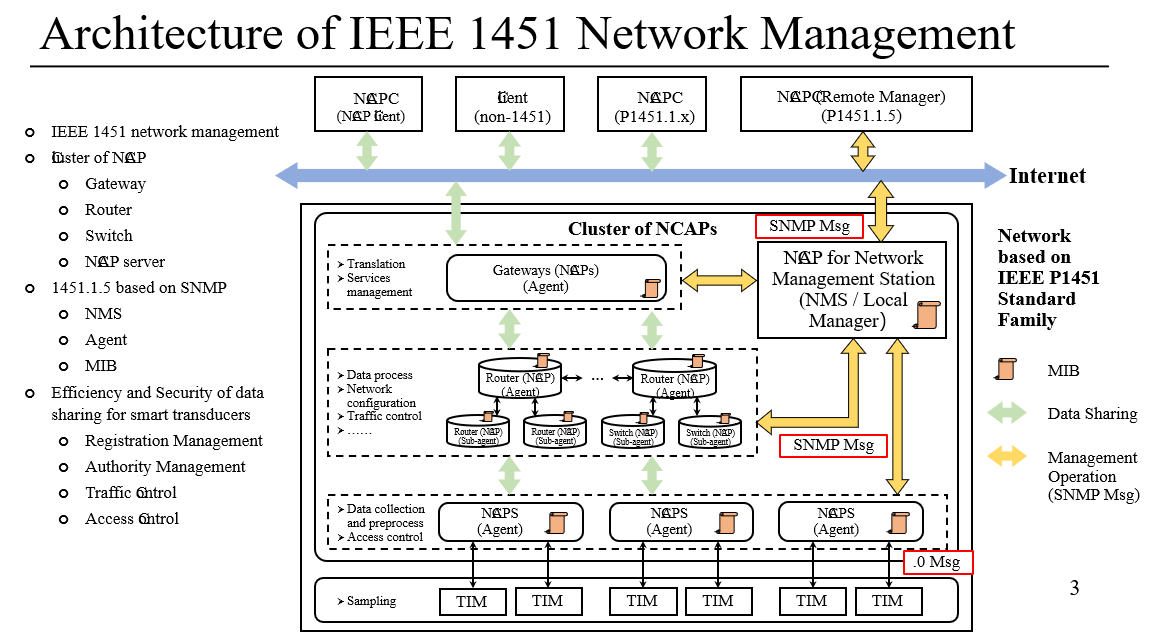 Architecture of IEEE 1451 Network Management
IEEE 1451 network management
Cluster of NCAP
Gateway
Router
Switch
NCAP server
1451.1.5 based on SNMP
NMS
Agent
MIB
Efficiency and Security of data
sharing for smart transducers
Registration Management
Authority Management
Traffic Control
Access Control
NCAPC
(NCAP Client)
Client
(non-1451)
NCAPC
(P1451.1.x)
NCAPC (Remote Manager)
(P1451.1.5)
Internet
Cluster of NCAPs
SNMP Msg
Translation
Services
management
Gateways (NCAPs)
(Agent)
NCAP for Network
Management Station
(NMS / Local
Manager)
Network
based on
IEEE P1451
Standard
Family
MIB
Data Sharing
Management
Operation
(SNMP Msg)
Data process
Network
configuration
Traffic control
……
Router (NCAP)
(Agent)
...
Router (NCAP)
(Agent)
Router (NCAP)
(Sub-agent)
Router (NCAP)
(Sub-agent)
Switch (NCAP)
(Sub-agent)
Switch (NCAP)
(Sub-agent)
SNMP Msg
Data collection
and preprocess
Access control
NCAPS
(Agent)
NCAPS
(Agent)
NCAPS
(Agent)
.0 Msg
Sampling
TIM
TIM
TIM
TIM
TIM
TIM
3